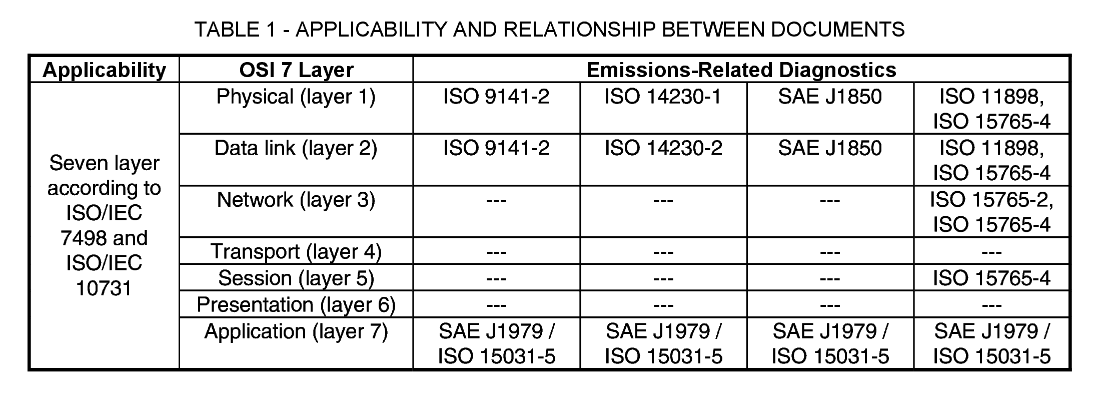 TABLE 1 - APPLICABILITY AND RELATIONSHIP BETWEEN DOCUMENTS
Applicability OSI 7 Layer Emissions-Related Diagnostics
Seven layer
according to
ISO/IEC
7498 and
ISO/IEC
10731
Physical (layer 1) ISO 9141-2 ISO 14230-1 SAE J1850 ISO 11898,
ISO 15765-4
Data link (layer 2) ISO 9141-2 ISO 14230-2 SAE J1850 ISO 11898,
ISO 15765-4
Network (layer 3) --- --- --- ISO 15765-2,
ISO 15765-4
Transport (layer 4) --- --- --- ---
Session (layer 5) --- --- --- ISO 15765-4
Presentation (layer 6) --- --- --- ---
Application (layer 7) SAE J1979 / SAE J1979 / SAE J1979 / SAE J1979 /
ISO 15031-5 ISO 15031-5 ISO 15031-5 ISO 15031-5